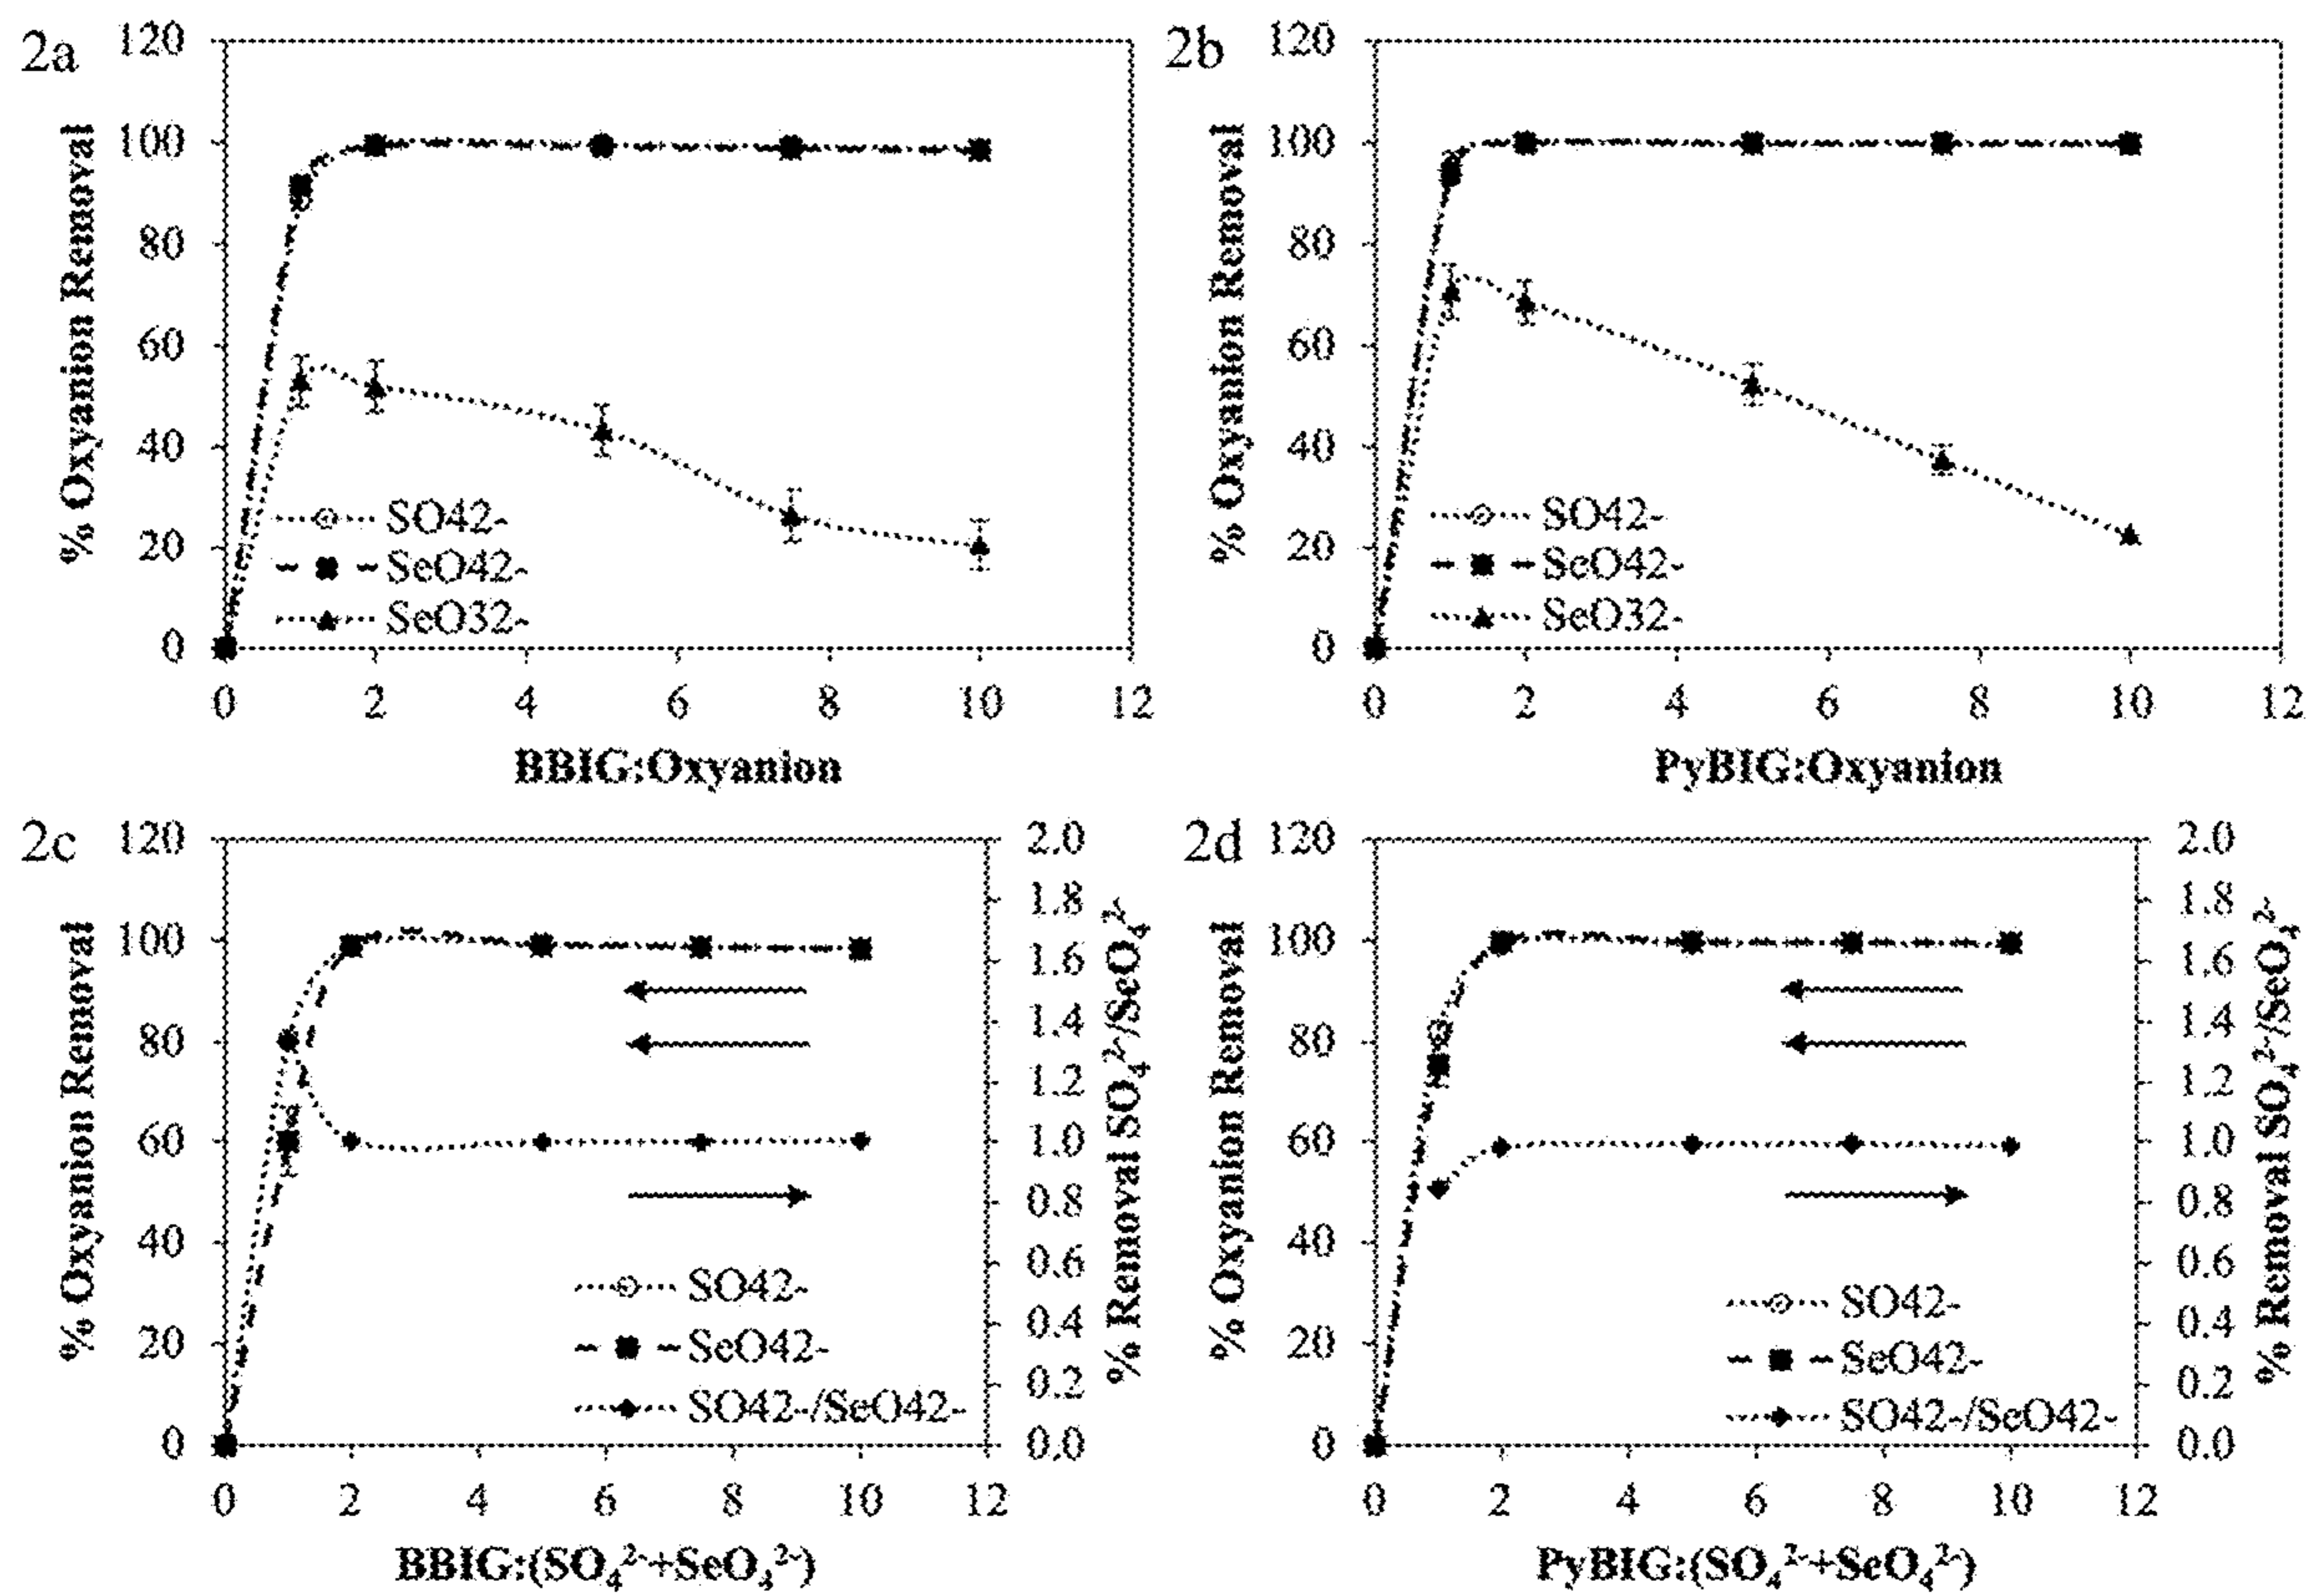 2a
120
100
80
60
40
20
0
% Oxyanion Removal
SO42-
SeO42-
SeO32-
0 2 4 6 8 10 12
BBIG:Oxyanion
2b
120
100
80
60
40
20
0
% Oxyanion Removal
SO42-
SeO42-
SeO32-
0 2 4 6 8 10 12
PyBIG:Oxyanion
2c
120
100
80
60
40
20
0
% Oxyanion Removal
2.0
1.8
1.6
1.4
1.2
1.0
0.8
0.6
0.4
0.2
0.0
% Removal SO₄²⁻/SeO₄²⁻
SO42-
SeO42-
SO42-/SeO42-
0 2 4 6 8 10 12
BBIG:(SO₄²⁻+SeO₄²⁻)
2d
120
100
80
60
40
20
0
% Oxyanion Removal
2.0
1.8
1.6
1.4
1.2
1.0
0.8
0.6
0.4
0.2
0.0
% Removal SO₄²⁻/SeO₄²⁻
SO42-
SeO42-
SO42-/SeO42-
0 2 4 6 8 10 12
PyBIG:(SO₄²⁻+SeO₄²⁻)